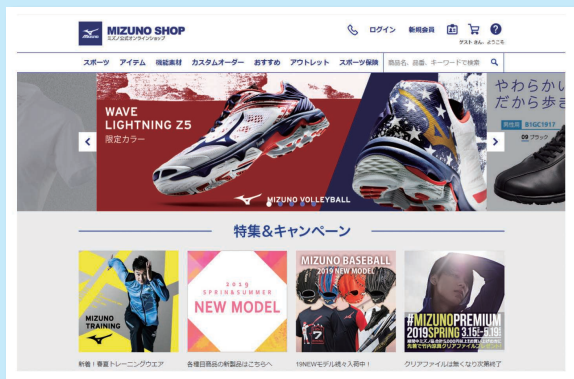 MIZUNO SHOP
ミズノ公式オンラインショップ
ログイン 新規会員
ゲスト さん、ようこそ
スポーツ アイテム 機能素材 カスタムオーダー おすすめ アウトレット スポーツ保険 商品名、品番、キーワードで検索
WAVE
LIGHTNING Z5
限定カラー
MIZUNO VOLLEYBALL
やわらかい
だから歩き
男性用 B1GC1917
09 ブラック
特集&キャンペーン
MIZUNO
TRAINING
2019
SPRIN&SUMMER
NEW MODEL
MIZUNO BASEBALL
2019 NEW MODEL
#MIZUNOPREMIUM
2019SPRING 3.15 5.19
新着!春夏トレーニングウエア
各種目商品の新製品はこちらへ
19NEWモデル続々入荷中!
クリアファイルは無くなり次第終了